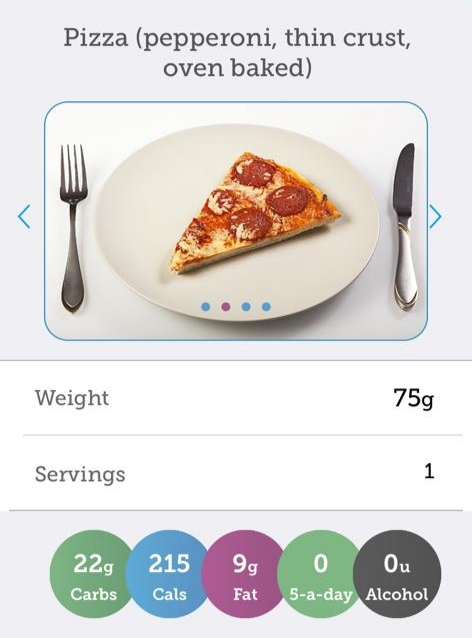 Pizza (pepperoni, thin crust,
oven baked)
Weight 75g
Servings 1
22g 215 9g 0 0u
Carbs Cals Fat 5-a-day Alcohol